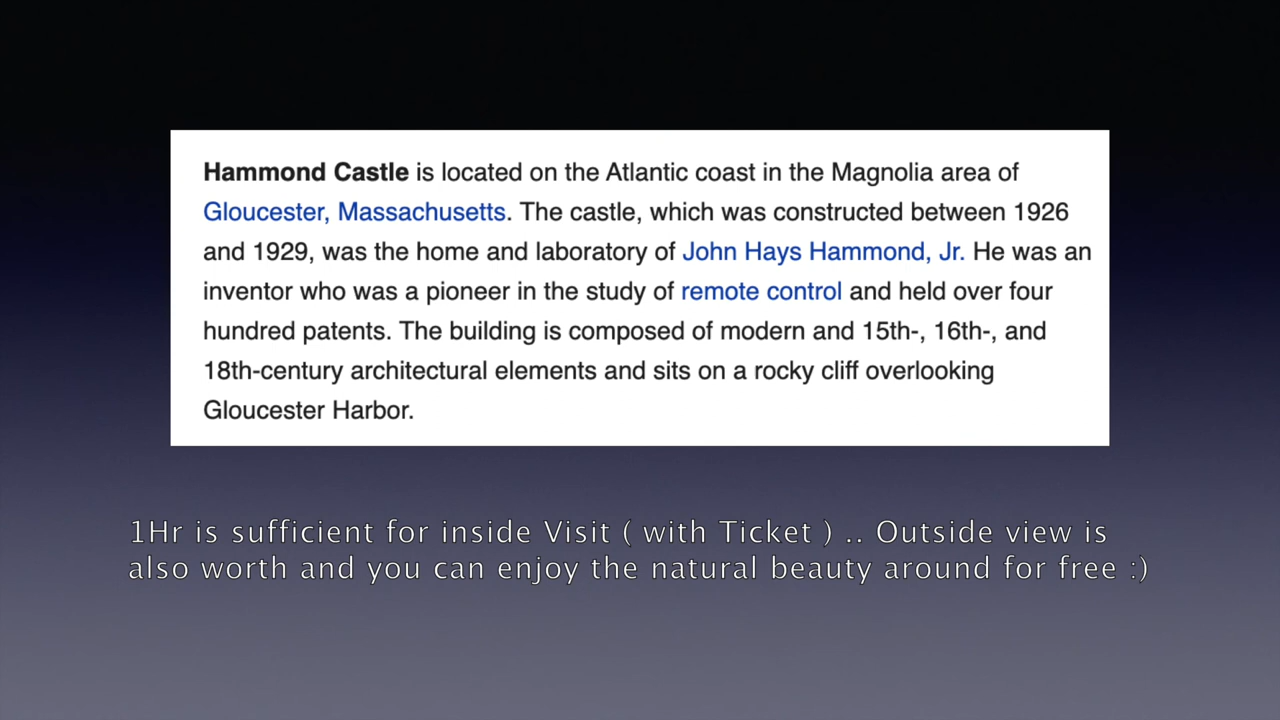 Hammond Castle is located on the Atlantic coast in the Magnolia area of
Gloucester, Massachusetts. The castle, which was constructed between 1926
and 1929, was the home and laboratory of John Hays Hammond, Jr. He was an
inventor who was a pioneer in the study of remote control and held over four
hundred patents. The building is composed of modern and 15th-, 16th-, and
18th-century architectural elements and sits on a rocky cliff overlooking
Gloucester Harbor.
1Hr is sufficient for inside Visit ( with Ticket ) .. Outside view is
also worth and you can enjoy the natural beauty around for free :)